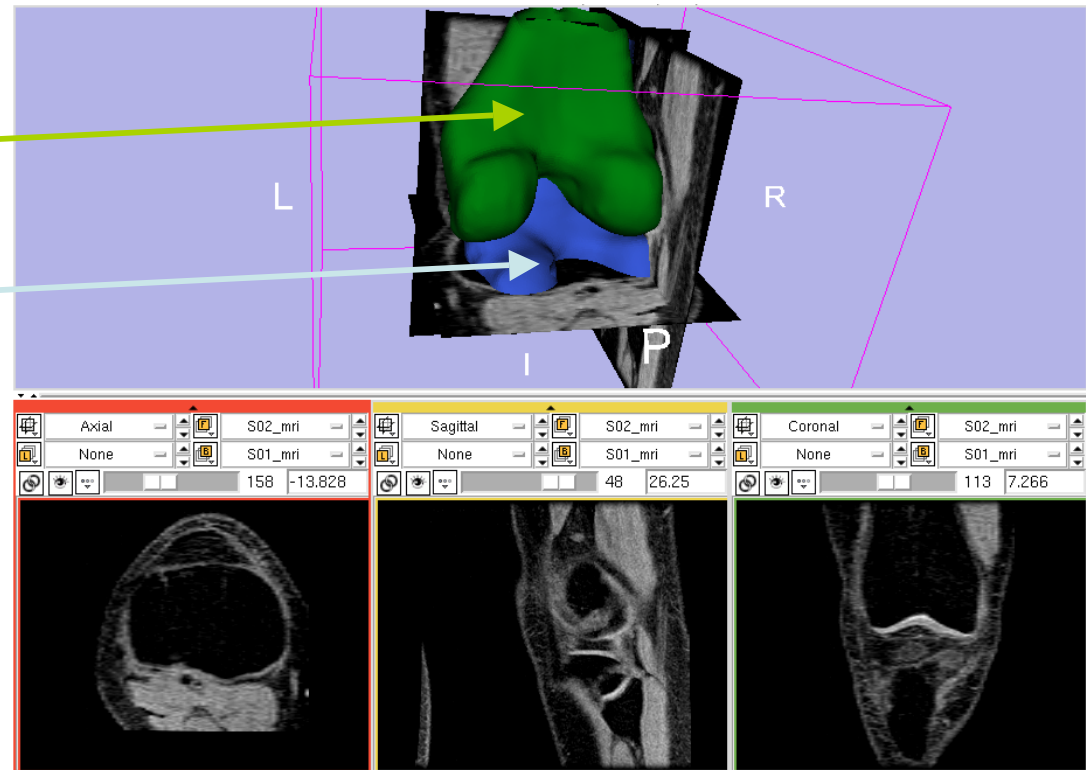 L
R
P
I
Axial
F
S02_mri
L
None
B
S01_mri
158
-13.828
Sagittal
F
S02_mri
L
None
B
S01_mri
48
26.25
Coronal
F
S02_mri
L
None
B
S01_mri
113
7.266